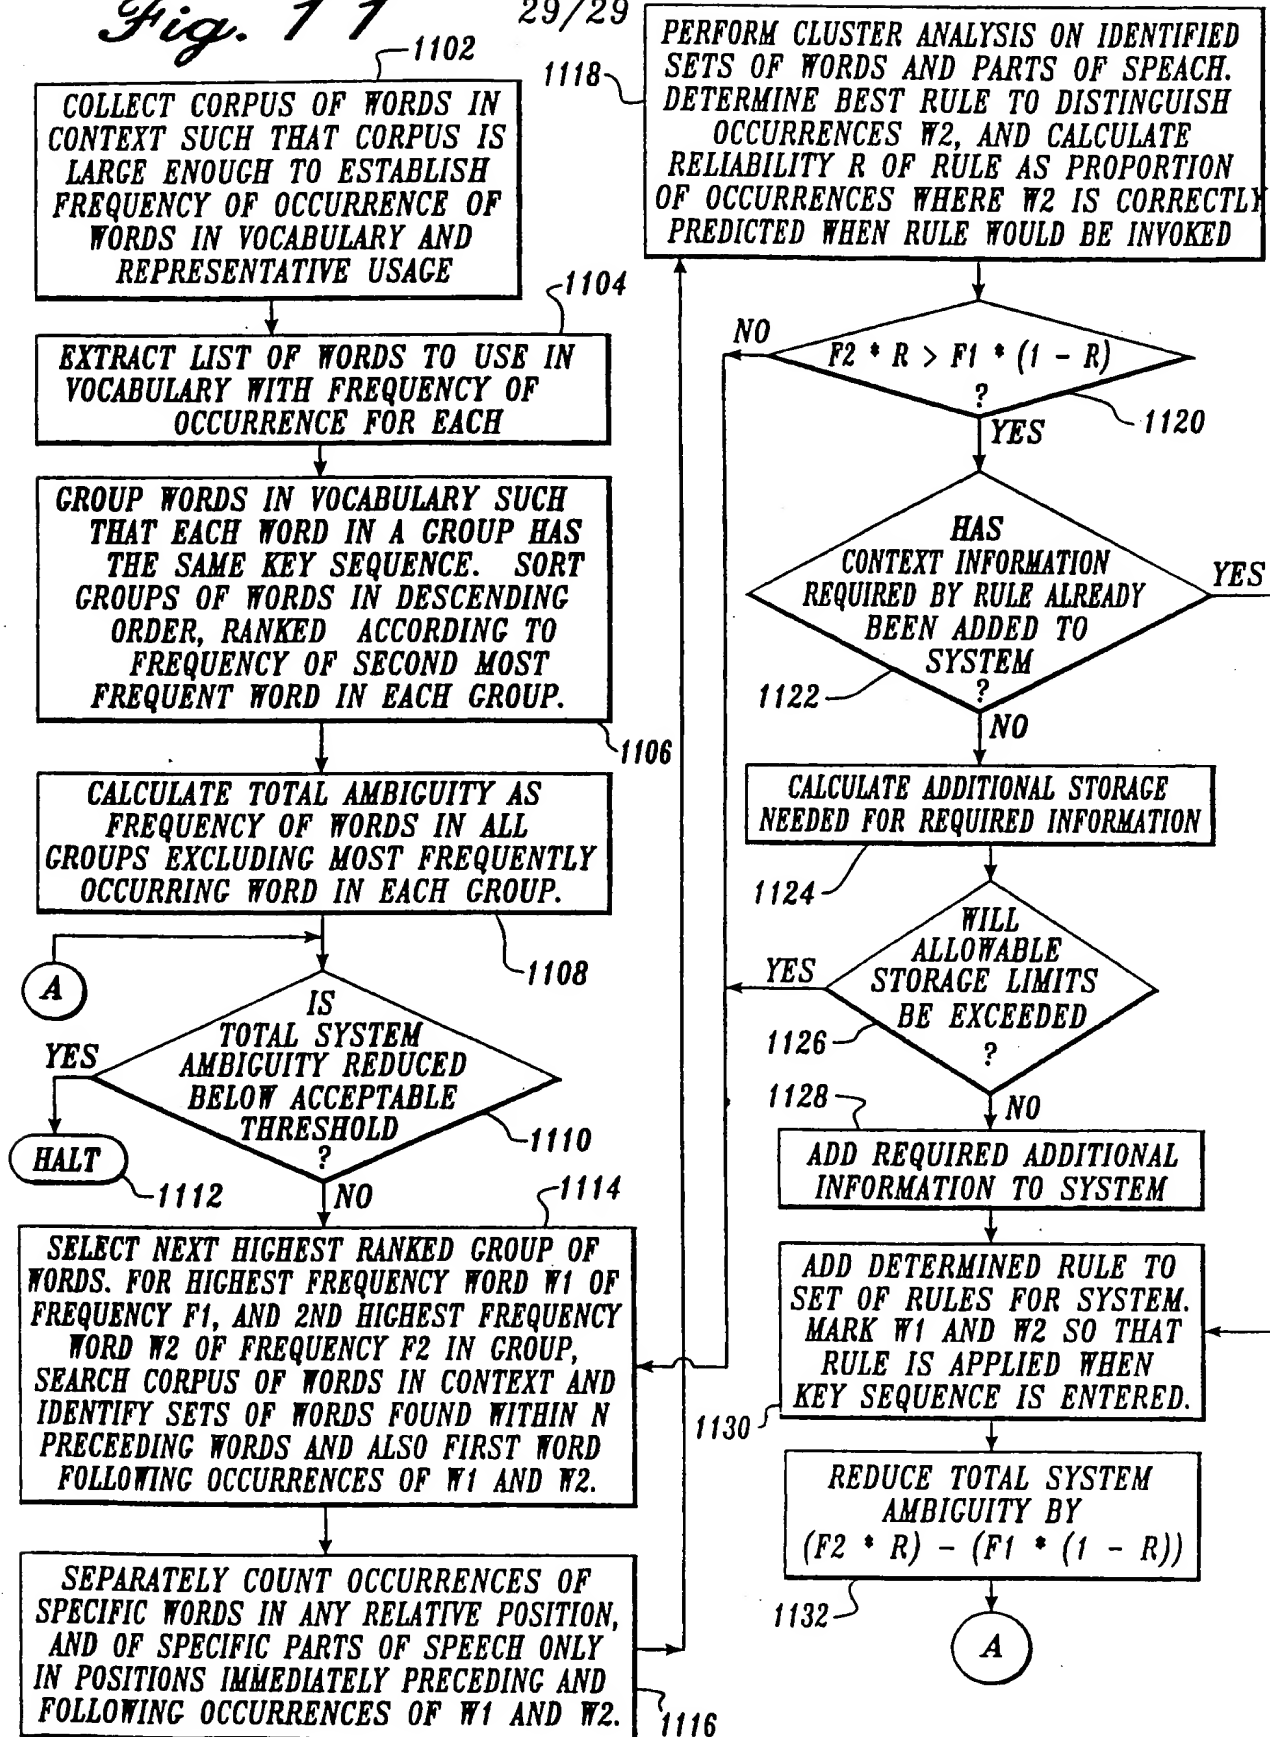 Fig. 11
29/29
1102
COLLECT CORPUS OF WORDS IN
CONTEXT SUCH THAT CORPUS IS
LARGE ENOUGH TO ESTABLISH
FREQUENCY OF OCCURRENCE OF
WORDS IN VOCABULARY AND
REPRESENTATIVE USAGE
1104
EXTRACT LIST OF WORDS TO USE IN
VOCABULARY WITH FREQUENCY OF
OCCURRENCE FOR EACH
GROUP WORDS IN VOCABULARY SUCH
THAT EACH WORD IN A GROUP HAS
THE SAME KEY SEQUENCE. SORT
GROUPS OF WORDS IN DESCENDING
ORDER, RANKED ACCORDING TO
FREQUENCY OF SECOND MOST
FREQUENT WORD IN EACH GROUP.
1106
CALCULATE TOTAL AMBIGUITY AS
FREQUENCY OF WORDS IN ALL
GROUPS EXCLUDING MOST FREQUENTLY
OCCURRING WORD IN EACH GROUP.
1108
A
IS
TOTAL SYSTEM
AMBIGUITY REDUCED
BELOW ACCEPTABLE
THRESHOLD
?
1110
YES
HALT
1112
NO
1114
SELECT NEXT HIGHEST RANKED GROUP OF
WORDS. FOR HIGHEST FREQUENCY WORD W1 OF
FREQUENCY F1, AND 2ND HIGHEST FREQUENCY
WORD W2 OF FREQUENCY F2 IN GROUP,
SEARCH CORPUS OF WORDS IN CONTEXT AND
IDENTIFY SETS OF WORDS FOUND WITHIN N
PRECEEDING WORDS AND ALSO FIRST WORD
FOLLOWING OCCURRENCES OF W1 AND W2.
SEPARATELY COUNT OCCURRENCES OF
SPECIFIC WORDS IN ANY RELATIVE POSITION,
AND OF SPECIFIC PARTS OF SPEECH ONLY
IN POSITIONS IMMEDIATELY PRECEDING AND
FOLLOWING OCCURRENCES OF W1 AND W2.
1116
1118
PERFORM CLUSTER ANALYSIS ON IDENTIFIED
SETS OF WORDS AND PARTS OF SPEACH.
DETERMINE BEST RULE TO DISTINGUISH
OCCURRENCES W2, AND CALCULATE
RELIABILITY R OF RULE AS PROPORTION
OF OCCURRENCES WHERE W2 IS CORRECTLY
PREDICTED WHEN RULE WOULD BE INVOKED
NO
F2 * R > F1 * (1 - R)
?
1120
YES
HAS
CONTEXT INFORMATION
REQUIRED BY RULE ALREADY
BEEN ADDED TO
SYSTEM
?
YES
1122
NO
CALCULATE ADDITIONAL STORAGE
NEEDED FOR REQUIRED INFORMATION
1124
WILL
ALLOWABLE
STORAGE LIMITS
BE EXCEEDED
?
YES
1126
NO
1128
ADD REQUIRED ADDITIONAL
INFORMATION TO SYSTEM
ADD DETERMINED RULE TO
SET OF RULES FOR SYSTEM.
MARK W1 AND W2 SO THAT
RULE IS APPLIED WHEN
KEY SEQUENCE IS ENTERED.
1130
REDUCE TOTAL SYSTEM
AMBIGUITY BY
(F2 * R) - (F1 * (1 - R))
1132
A